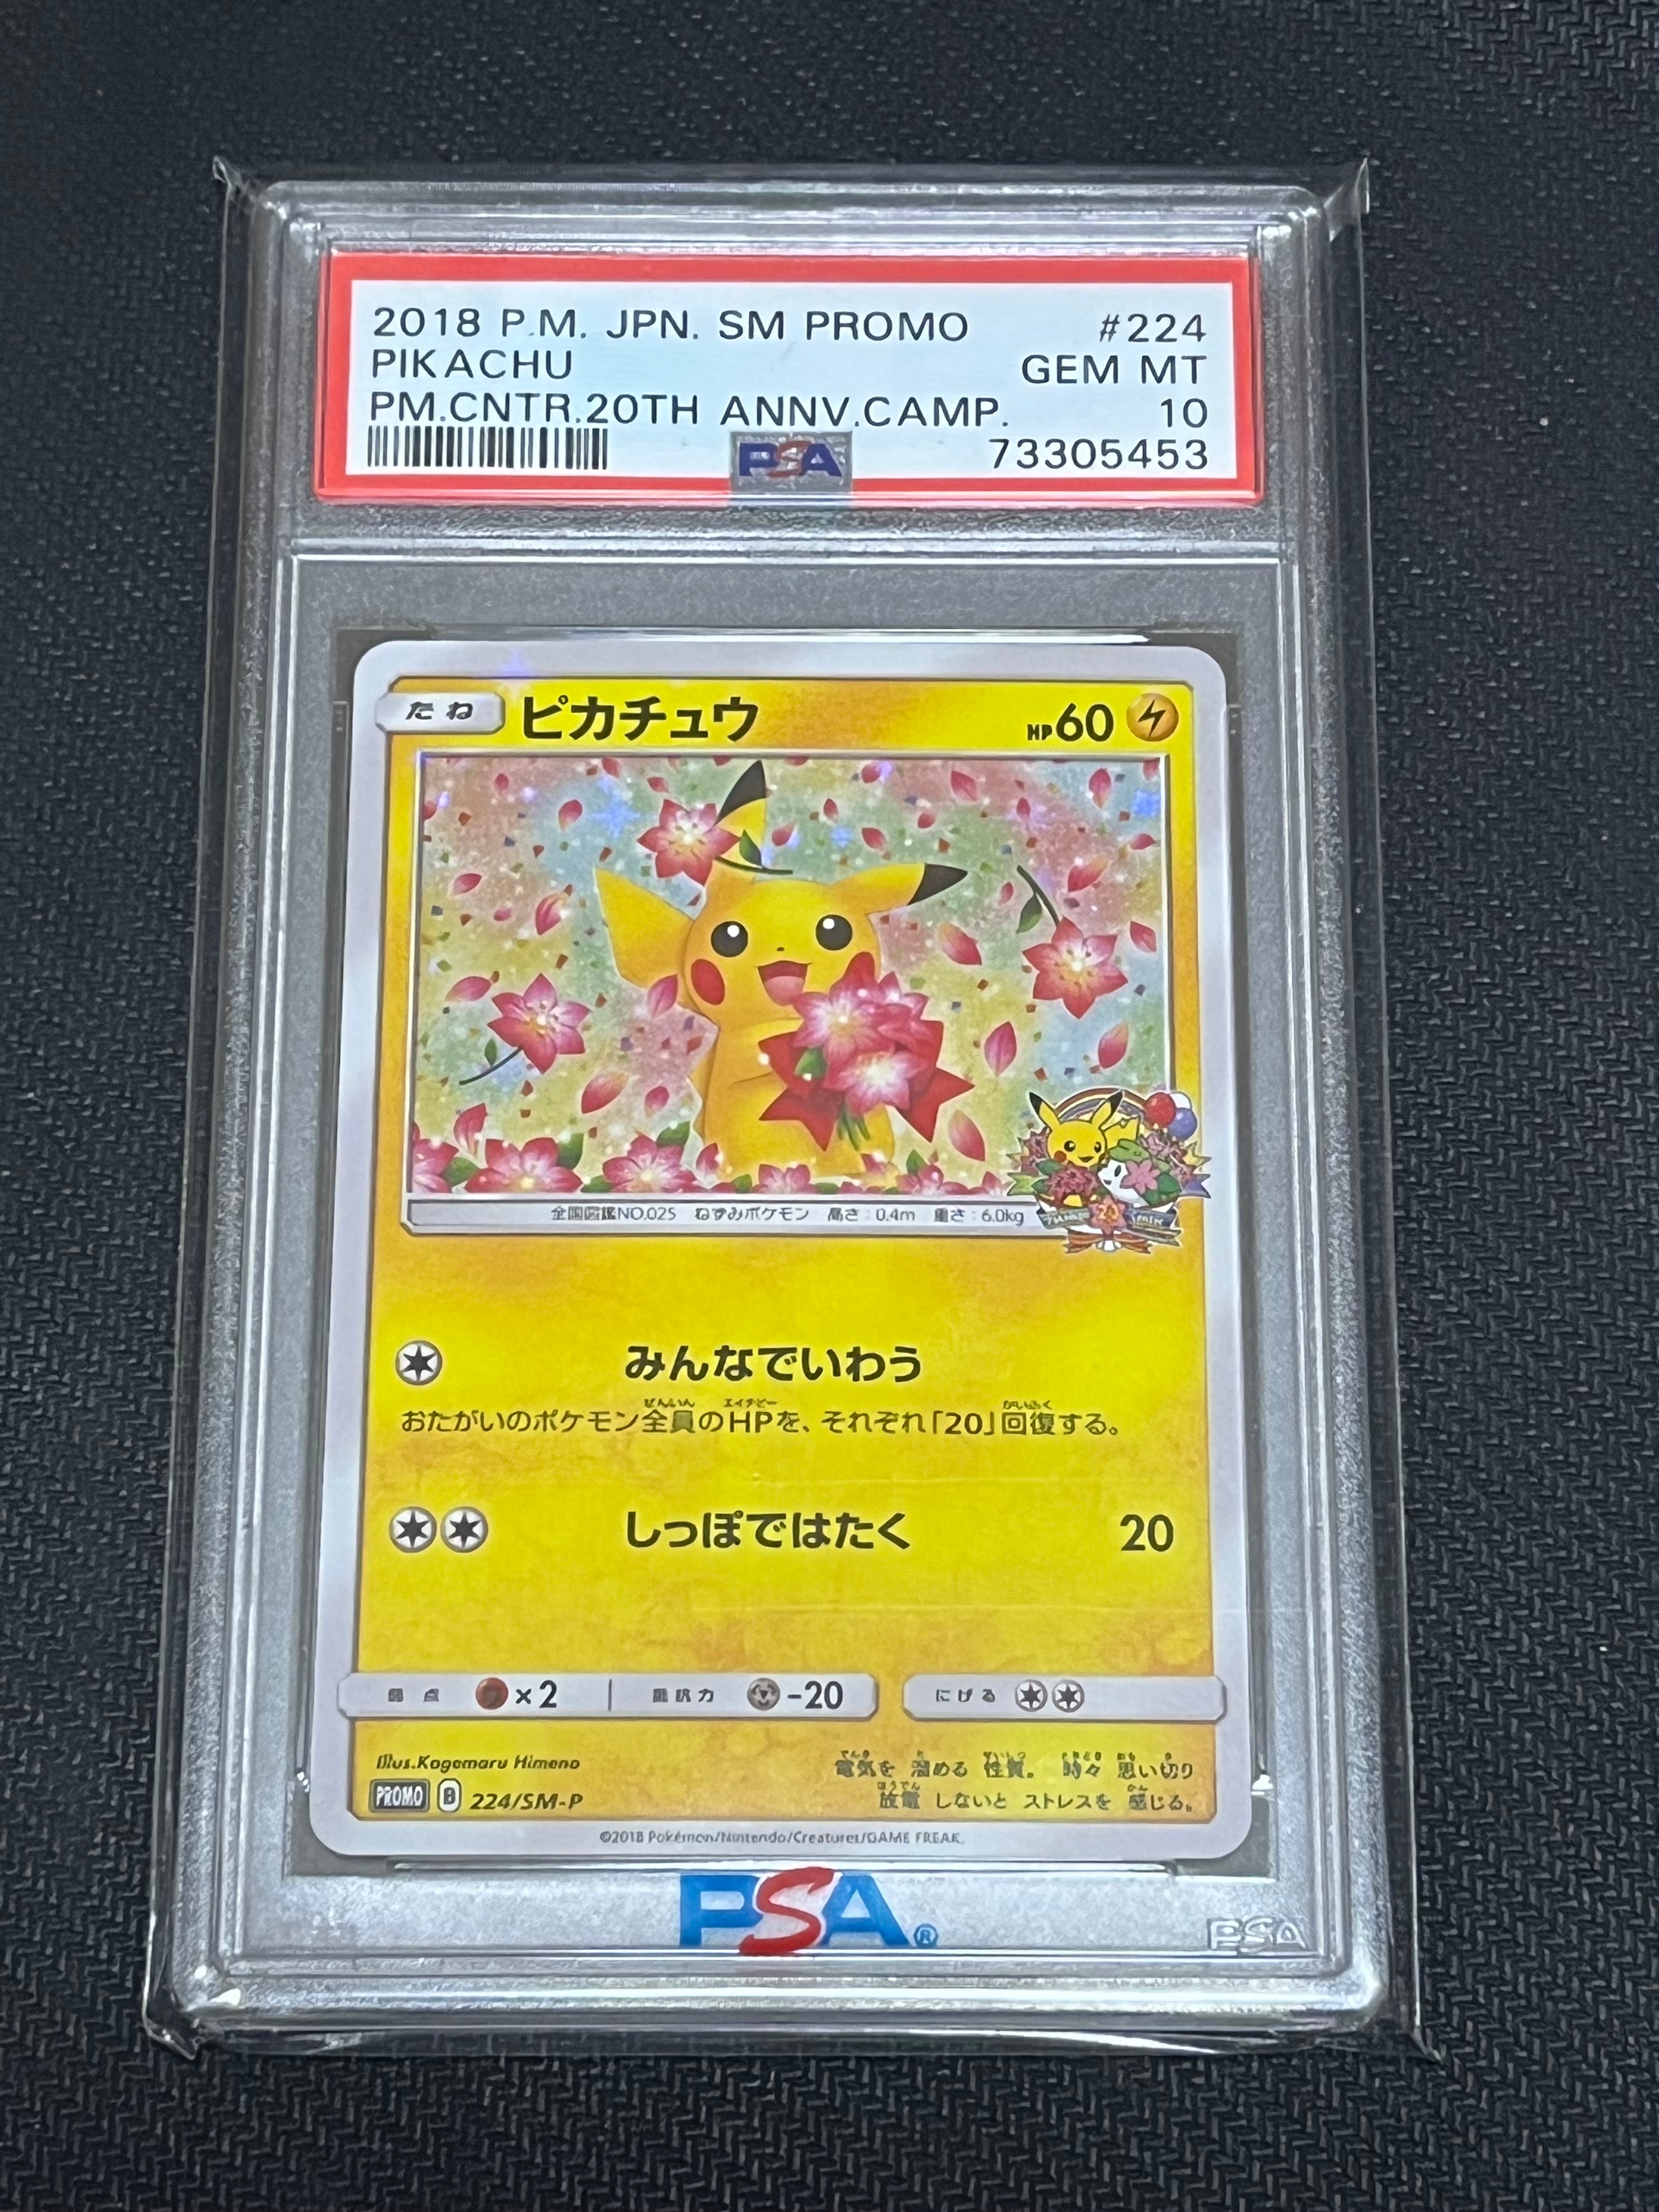 2018 P.M. JPN. SM PROMO #224
PIKACHU GEM MT
PM.CNTR.20TH ANNV.CAMP. 10
PSA 73305453
たね ピカチュウ HP60
全国図鑑NO.025 ねずみポケモン 高さ:0.4m 重さ:6.0kg
20
みんなでいわう
おたがいのポケモン全員のHPを、それぞれ「20」回復する。
しっぽではたく 20
弱点 ×2 抵抗力 -20 にげる
Illus.Kagemaru Himeno
電気を 溜める 性質。 時々 思い切り
放電 しないと ストレスを 感じる。
PROMO B 224/SM-P
©2018 Pokémon/Nintendo/Creatures/GAME FREAK.
PSA®
PSA